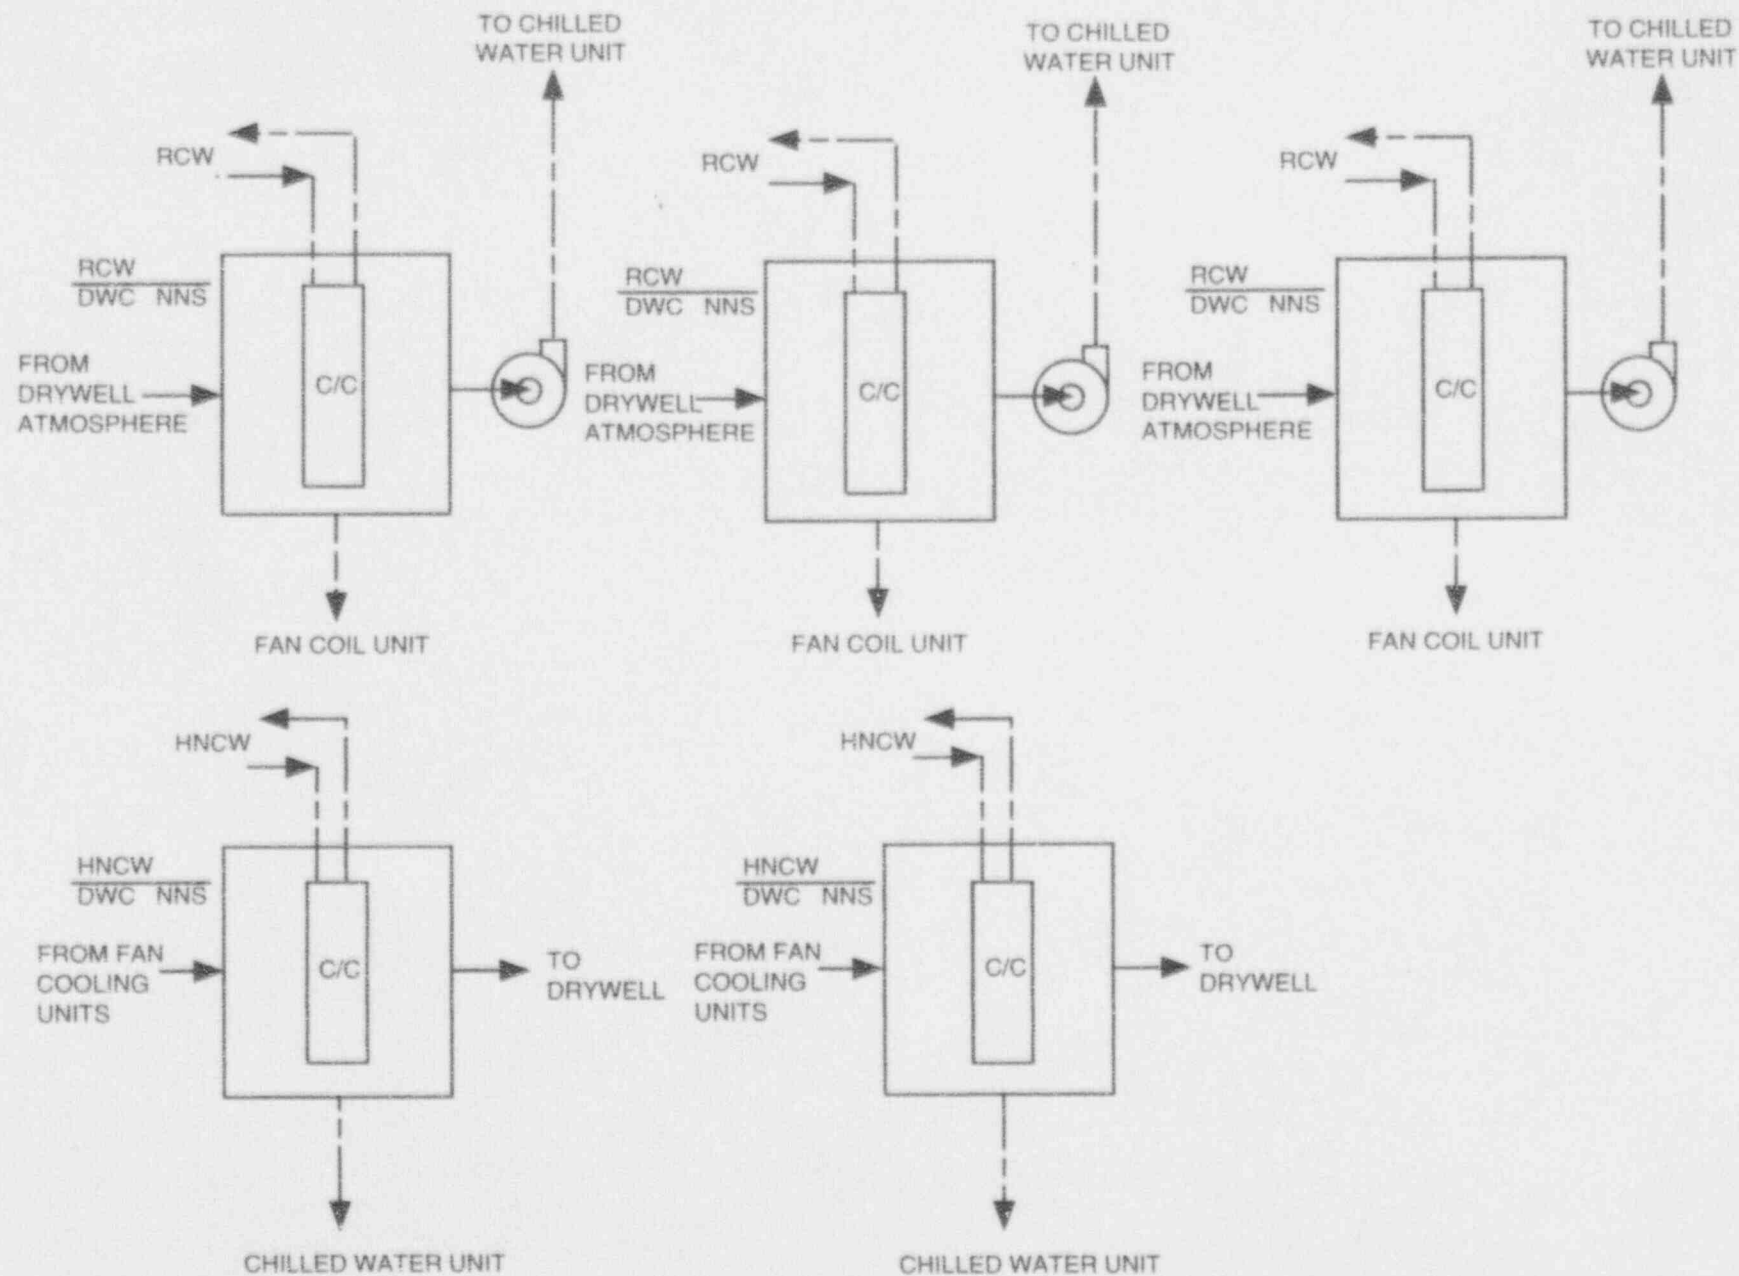 TO CHILLED
WATER UNIT
TO CHILLED
WATER UNIT
TO CHILLED
WATER UNIT
RCW
RCW
RCW
RCW
DWC NNS
RCW
DWC NNS
RCW
DWC NNS
FROM
DRYWELL
ATMOSPHERE
C/C
FROM
DRYWELL
ATMOSPHERE
C/C
FROM
DRYWELL
ATMOSPHERE
C/C
FAN COIL UNIT
FAN COIL UNIT
FAN COIL UNIT
HNCW
HNCW
HNCW
DWC NNS
HNCW
DWC NNS
FROM FAN
COOLING
UNITS
C/C
TO
DRYWELL
FROM FAN
COOLING
UNITS
C/C
TO
DRYWELL
CHILLED WATER UNIT
CHILLED WATER UNIT